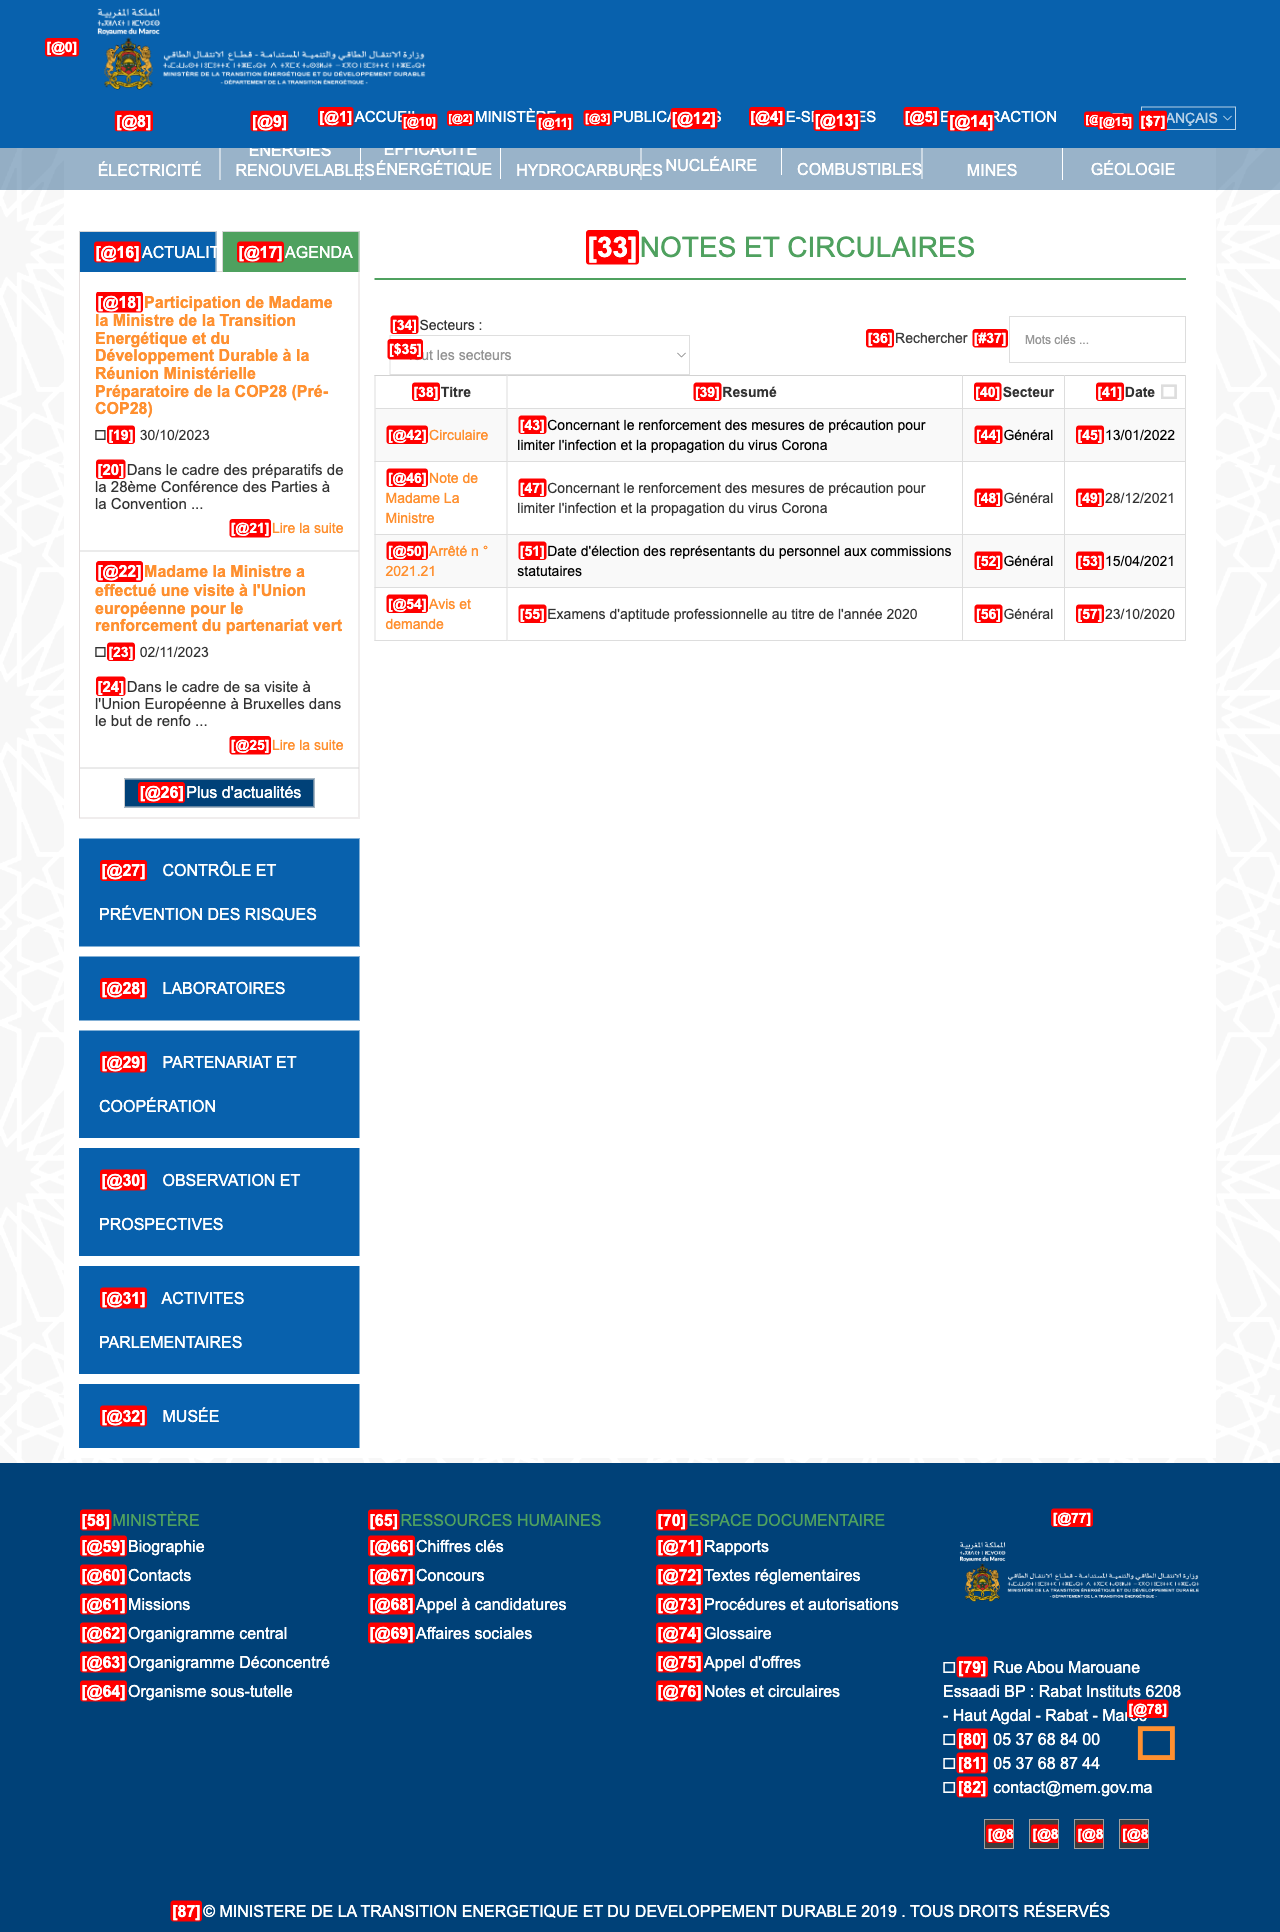 المملكة المغربية
Royaume du Maroc
[@0]
وزارة الانتقال الطاقي والتنمية المستدامة - قطاع الانتقال الطاقي
MINISTÈRE DE LA TRANSITION ÉNERGÉTIQUE ET DU DÉVELOPPEMENT DURABLE
- DÉPARTEMENT DE LA TRANSITION ÉNERGÉTIQUE -
[@8] [@9] [@1] ACCUEIL [@10] [@2] MINISTÈRE [@11] [@3] PUBLICA [@12] S [@4] E-S [@13] ES [@5] E [@14] RACTION [@15] [$7] ANÇAIS
ÉLECTRICITÉ
ÉNERGIES
RENOUVELABLES
EFFICACITÉ
ÉNERGÉTIQUE
HYDROCARBURES
NUCLÉAIRE
COMBUSTIBLES
MINES
GÉOLOGIE
[@16] ACTUALIT
[@17] AGENDA
[@18] Participation de Madame
la Ministre de la Transition
Energétique et du
Développement Durable à la
Réunion Ministérielle
Préparatoire de la COP28 (Pré-
COP28)
[19] 30/10/2023
[20] Dans le cadre des préparatifs de
la 28ème Conférence des Parties à
la Convention ...
[@21] Lire la suite
[@22] Madame la Ministre a
effectué une visite à l'Union
européenne pour le
renforcement du partenariat vert
[23] 02/11/2023
[24] Dans le cadre de sa visite à
l'Union Européenne à Bruxelles dans
le but de renfo ...
[@25] Lire la suite
[@26] Plus d'actualités
[@27] CONTRÔLE ET
PRÉVENTION DES RISQUES
[@28] LABORATOIRES
[@29] PARTENARIAT ET
COOPÉRATION
[@30] OBSERVATION ET
PROSPECTIVES
[@31] ACTIVITES
PARLEMENTAIRES
[@32] MUSÉE
[33] NOTES ET CIRCULAIRES
[34] Secteurs :
[$35] ut les secteurs
[36] Rechercher [#37] Mots clés ...
[38] Titre [39] Resumé [40] Secteur [41] Date
[@42] Circulaire
[43] Concernant le renforcement des mesures de précaution pour
limiter l'infection et la propagation du virus Corona
[44] Général [45] 13/01/2022
[@46] Note de
Madame La
Ministre
[47] Concernant le renforcement des mesures de précaution pour
limiter l'infection et la propagation du virus Corona
[48] Général [49] 28/12/2021
[@50] Arrêté n °
2021.21
[51] Date d'élection des représentants du personnel aux commissions
statutaires
[52] Général [53] 15/04/2021
[@54] Avis et
demande
[55] Examens d'aptitude professionnelle au titre de l'année 2020
[56] Général [57] 23/10/2020
[58] MINISTÈRE
[@59] Biographie
[@60] Contacts
[@61] Missions
[@62] Organigramme central
[@63] Organigramme Déconcentré
[@64] Organisme sous-tutelle
[65] RESSOURCES HUMAINES
[@66] Chiffres clés
[@67] Concours
[@68] Appel à candidatures
[@69] Affaires sociales
[70] ESPACE DOCUMENTAIRE
[@71] Rapports
[@72] Textes réglementaires
[@73] Procédures et autorisations
[@74] Glossaire
[@75] Appel d'offres
[@76] Notes et circulaires
[@77]
المملكة المغربية
Royaume du Maroc
وزارة الانتقال الطاقي والتنمية المستدامة - قطاع الانتقال الطاقي
MINISTÈRE DE LA TRANSITION ÉNERGÉTIQUE ET DU DÉVELOPPEMENT DURABLE
- DÉPARTEMENT DE LA TRANSITION ÉNERGÉTIQUE -
[79] Rue Abou Marouane
Essaadi BP : Rabat Instituts 6208
- Haut Agdal - Rabat - Maroc
[@78]
[80] 05 37 68 84 00
[81] 05 37 68 87 44
[82] contact@mem.gov.ma
[@8 [@8 [@8 [@8
[87] © MINISTERE DE LA TRANSITION ENERGETIQUE ET DU DEVELOPPEMENT DURABLE 2019 . TOUS DROITS RÉSERVÉS